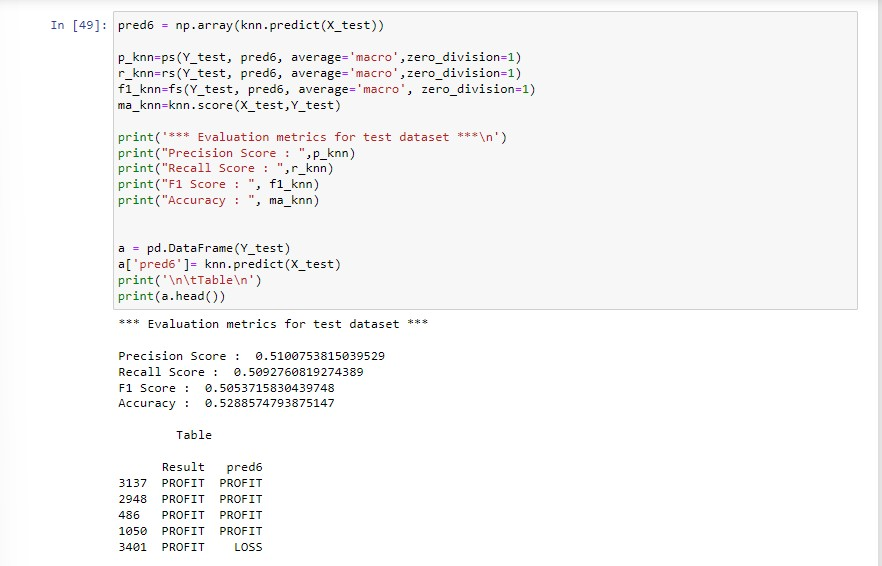 In [49]: pred6 = np.array(knn.predict(X_test))
p_knn=ps(Y_test, pred6, average='macro',zero_division=1)
r_knn=rs(Y_test, pred6, average='macro',zero_division=1)
f1_knn=fs(Y_test, pred6, average='macro', zero_division=1)
ma_knn=knn.score(X_test,Y_test)
print('*** Evaluation metrics for test dataset ***\n')
print("Precision Score : ",p_knn)
print("Recall Score : ",r_knn)
print("F1 Score : ", f1_knn)
print("Accuracy : ", ma_knn)
a = pd.DataFrame(Y_test)
a['pred6']= knn.predict(X_test)
print('\n\tTable\n')
print(a.head())
*** Evaluation metrics for test dataset ***
Precision Score :  0.5100753815039529
Recall Score :  0.5092760819274389
F1 Score :  0.5053715830439748
Accuracy :  0.5288574793875147
Table
Result pred6
3137 PROFIT PROFIT
2948 PROFIT PROFIT
486 PROFIT PROFIT
1050 PROFIT PROFIT
3401 PROFIT LOSS